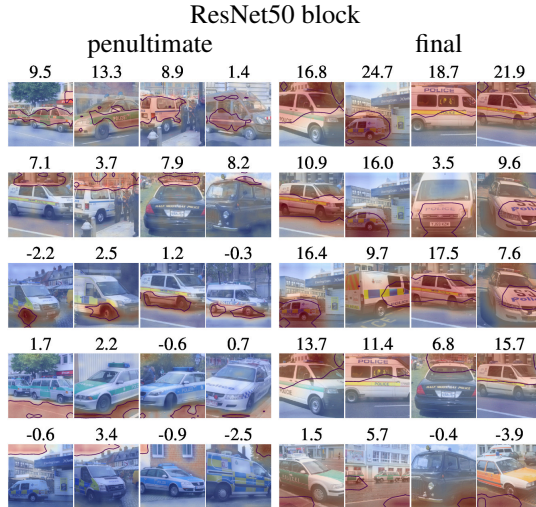 ResNet50 block
penultimate final
9.5 13.3 8.9 1.4 16.8 24.7 18.7 21.9
POLICE
7.1 3.7 7.9 8.2 10.9 16.0 3.5 9.6
-2.2 2.5 1.2 -0.3 16.4 9.7 17.5 7.6
1.7 2.2 -0.6 0.7 13.7 11.4 6.8 15.7
POLICE
-0.6 3.4 -0.9 -2.5 1.5 5.7 -0.4 -3.9